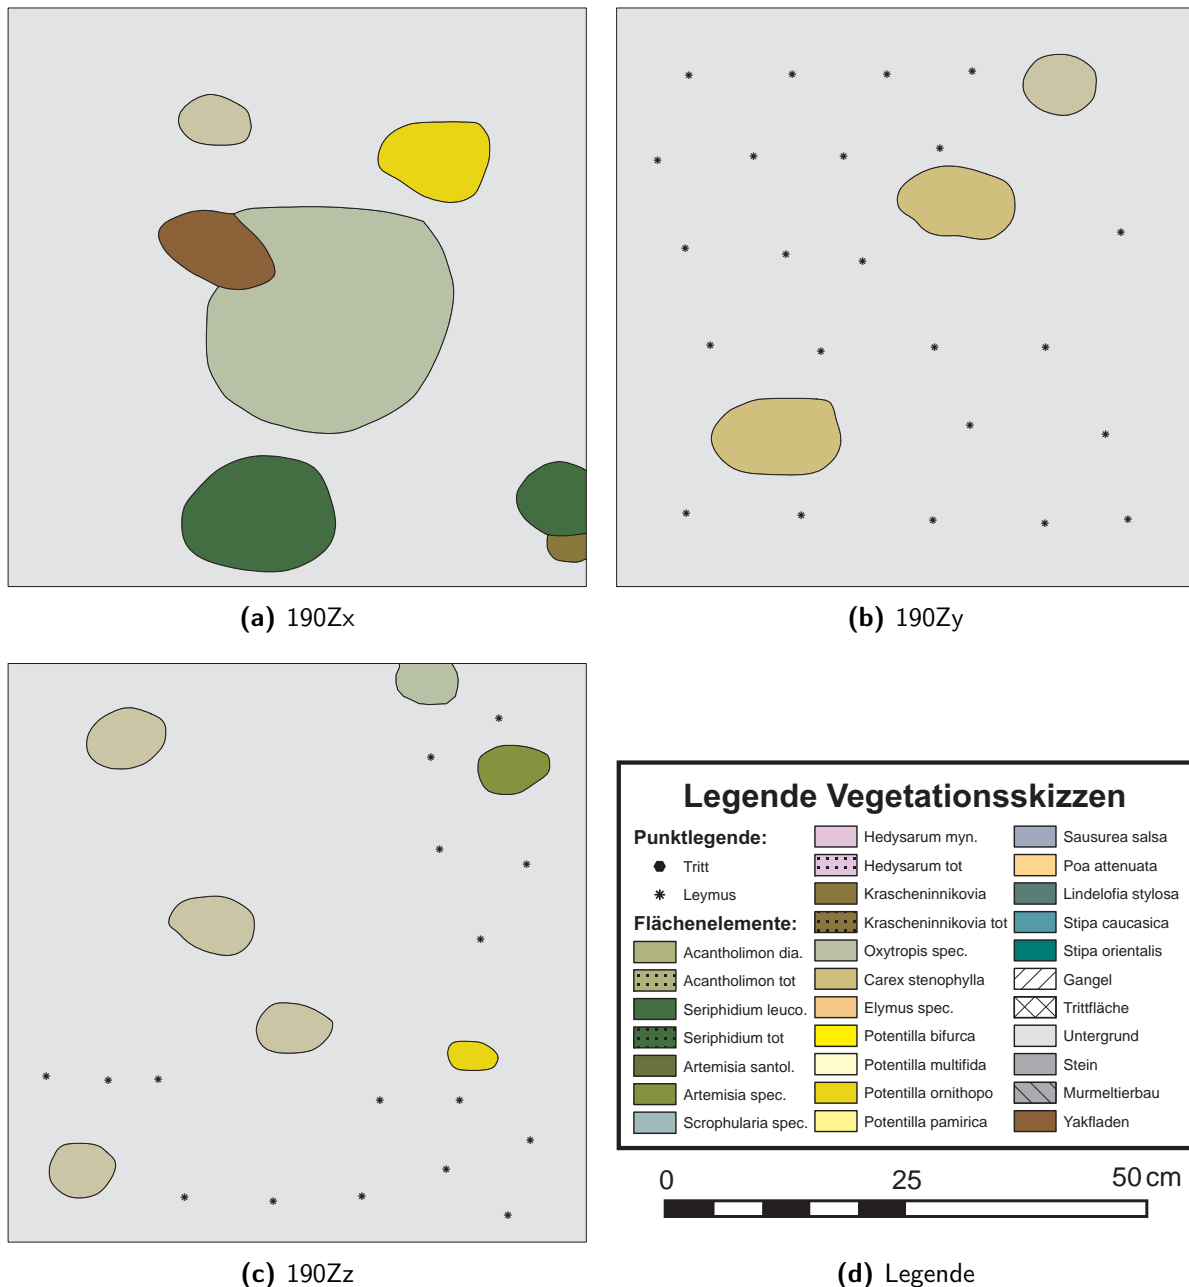 (a) 190Zx
(b) 190Zy
(c) 190Zz
Legende Vegetationsskizzen
Punktlegende:
Tritt
Leymus
Flächenelemente:
Acantholimon dia.
Acantholimon tot
Seriphidium leuco.
Seriphidium tot
Artemisia santol.
Artemisia spec.
Scrophularia spec.
Hedysarum myn.
Hedysarum tot
Krascheninnikovia
Krascheninnikovia tot
Oxytropis spec.
Carex stenophylla
Elymus spec.
Potentilla bifurca
Potentilla multifida
Potentilla ornithopo
Potentilla pamirica
Sausurea salsa
Poa attenuata
Lindelofia stylosa
Stipa caucasica
Stipa orientalis
Gangel
Trittfläche
Untergrund
Stein
Murmeltierbau
Yakfladen
0 25 50 cm
(d) Legende